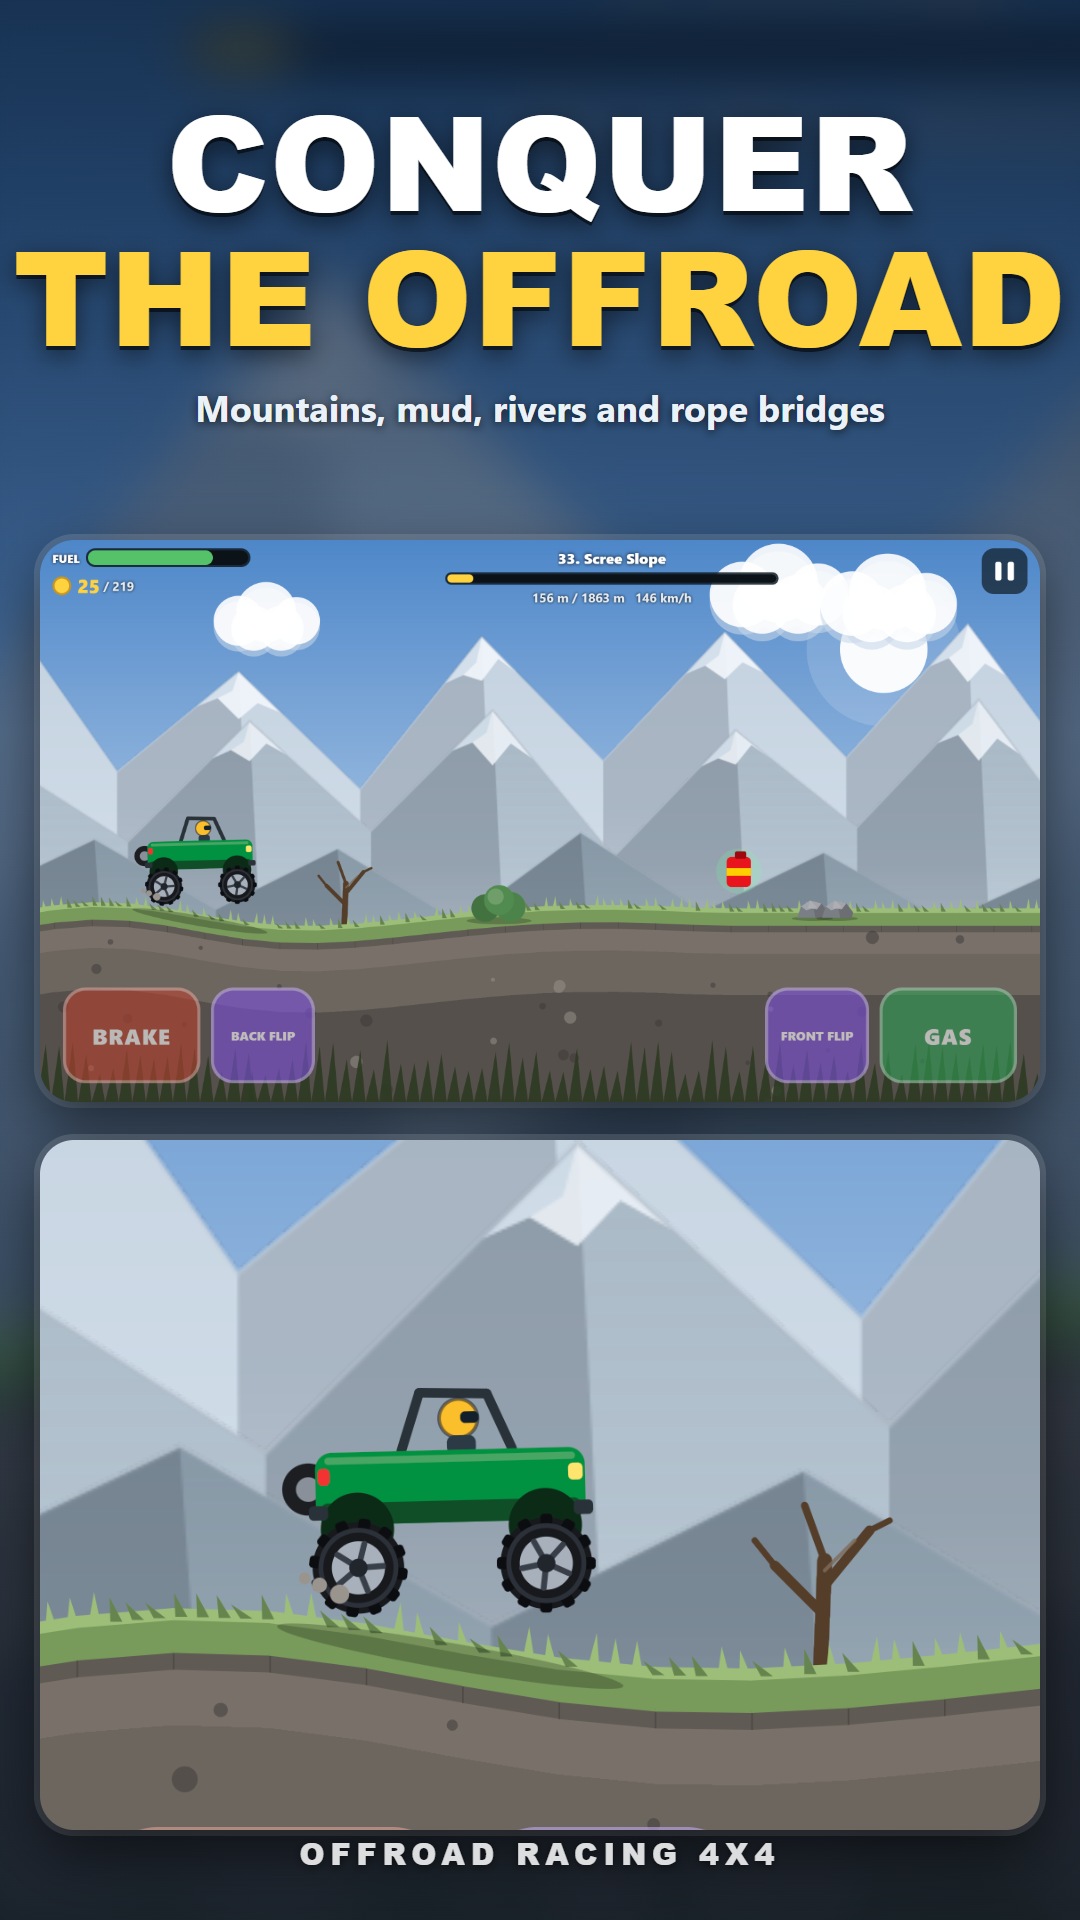 CONQUER
THE OFFROAD
Mountains, mud, rivers and rope bridges
FUEL
33. Scree Slope
25 / 219
156 m / 1863 m 146 km/h
BRAKE
BACK FLIP
FRONT FLIP
GAS
OFFROAD RACING 4X4